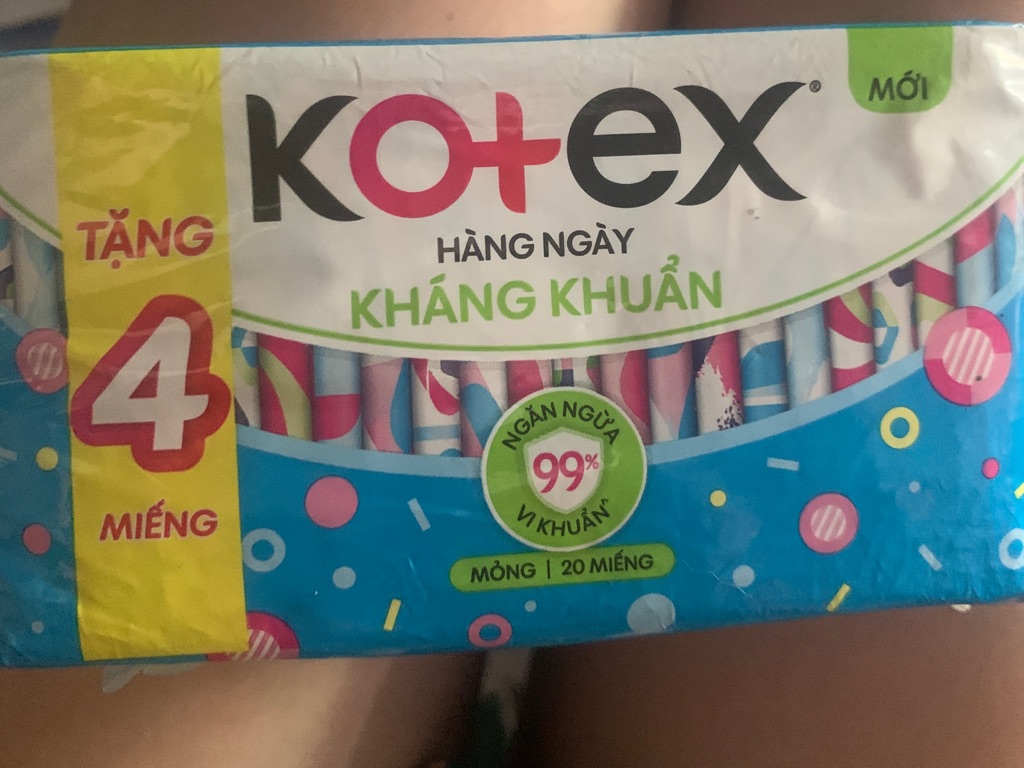 TẶNG
4
MIẾNG
Kotex®
MỚI
HÀNG NGÀY
KHÁNG KHUẨN
NGĂN NGỪA
99%
VI KHUẨN^
MỎNG | 20 MIẾNG